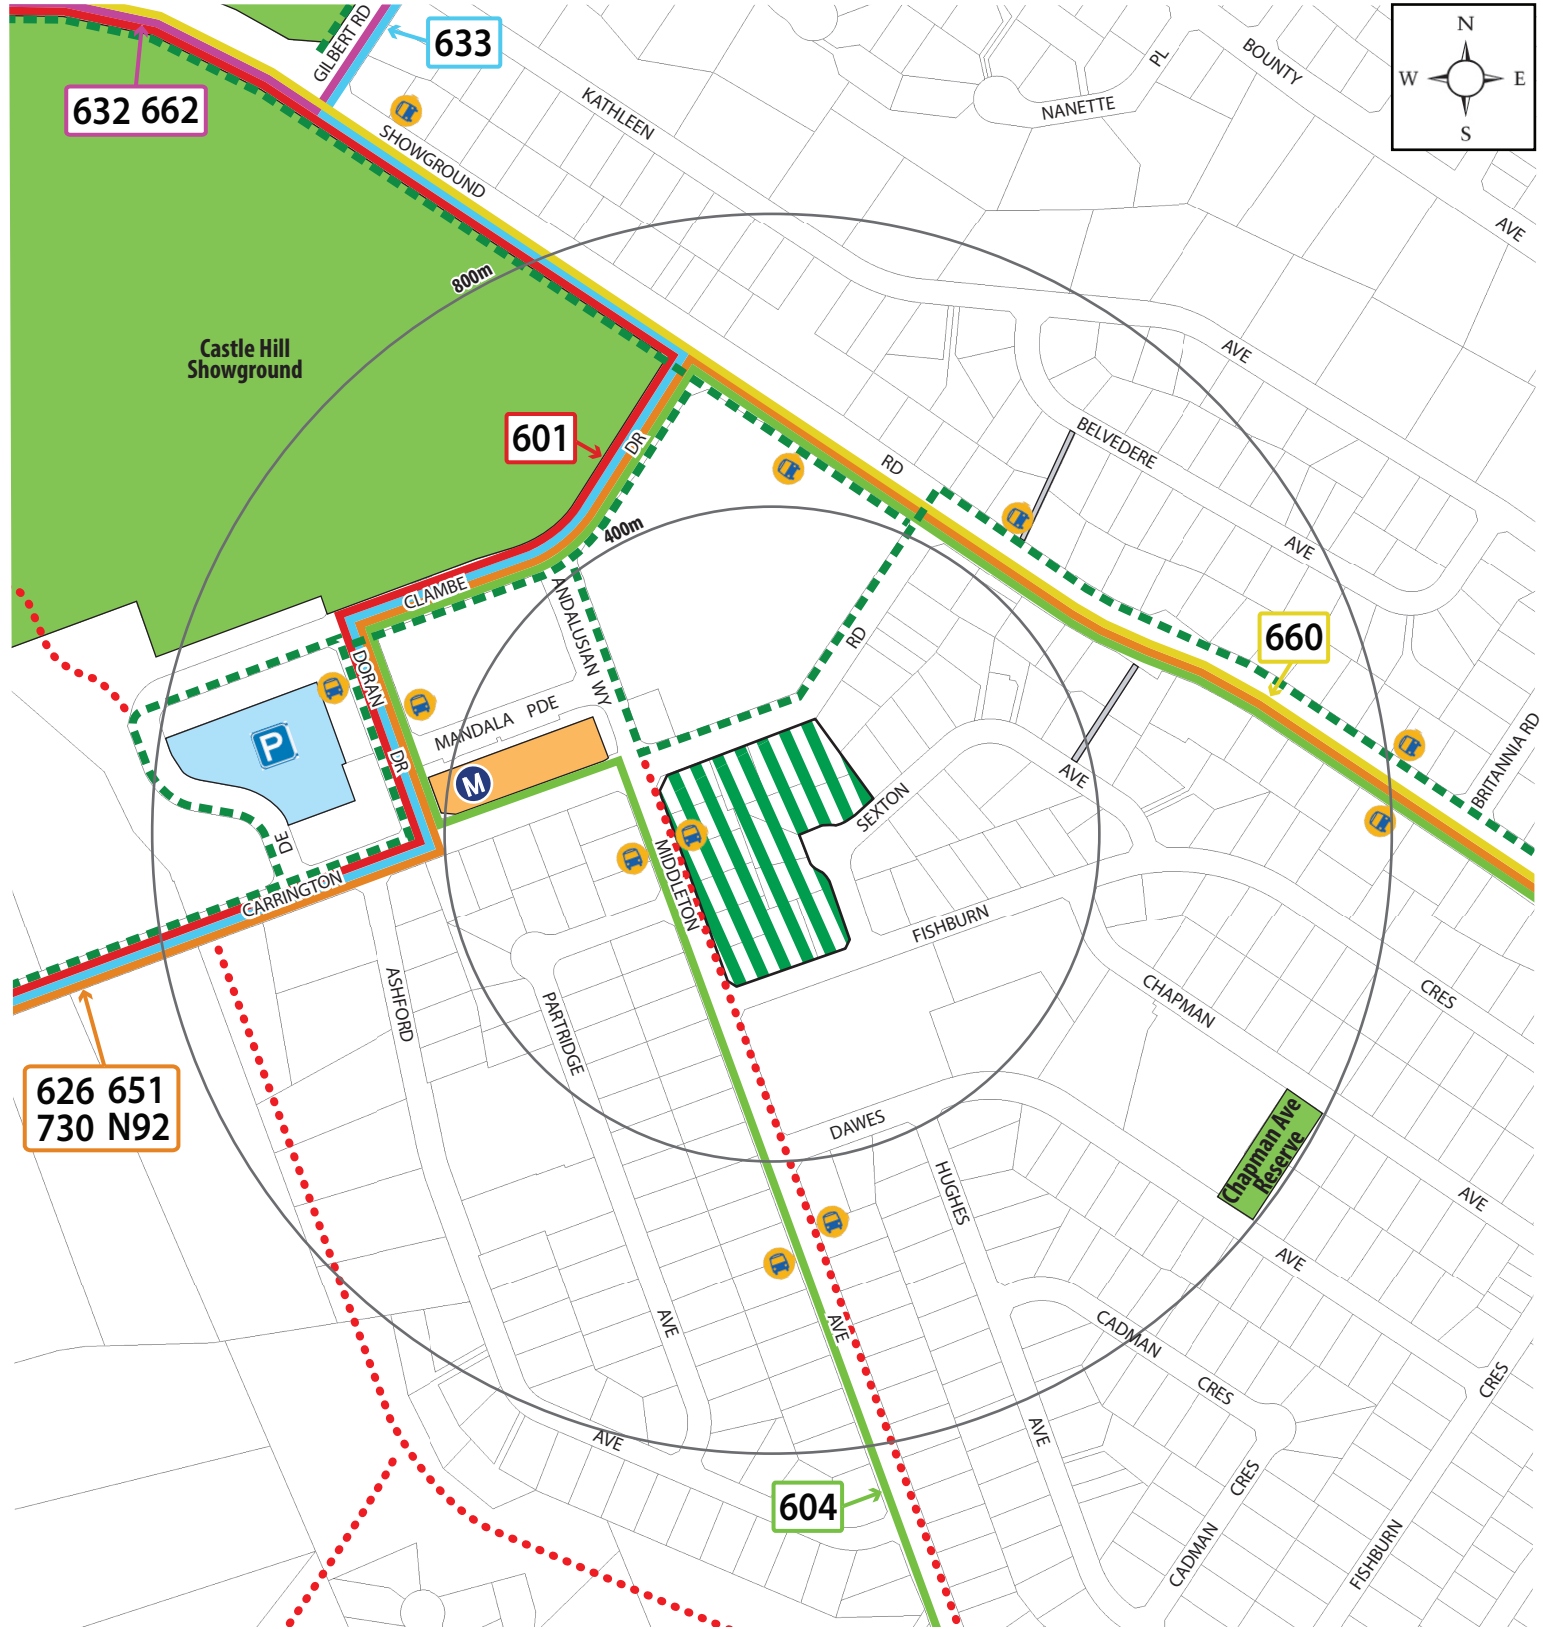 GILBERT RD
633
632 662
SHOWGROUND
KATHLEEN
NANETTE
PL
BOUNTY
N
W
E
S
AVE
800m
Castle Hill
Showground
AVE
601
DR
RD
BELVEDERE
AVE
400m
CLAMBE
ANDALUSIAN WY
RD
660
DORAN
DR
MANDALA PDE
P
M
AVE
BRITANNIA RD
SEXTON
DE
CARRINGTON
MIDDLETON
FISHBURN
ASHFORD
PARTRIDGE
CHAPMAN
CRES
626 651
730 N92
DAWES
HUGHES
Chapman Ave
Reserve
AVE
AVE
AVE
AVE
CADMAN
CRES
CRES
AVE
AVE
604
CRES
CADMAN
FISHBURN